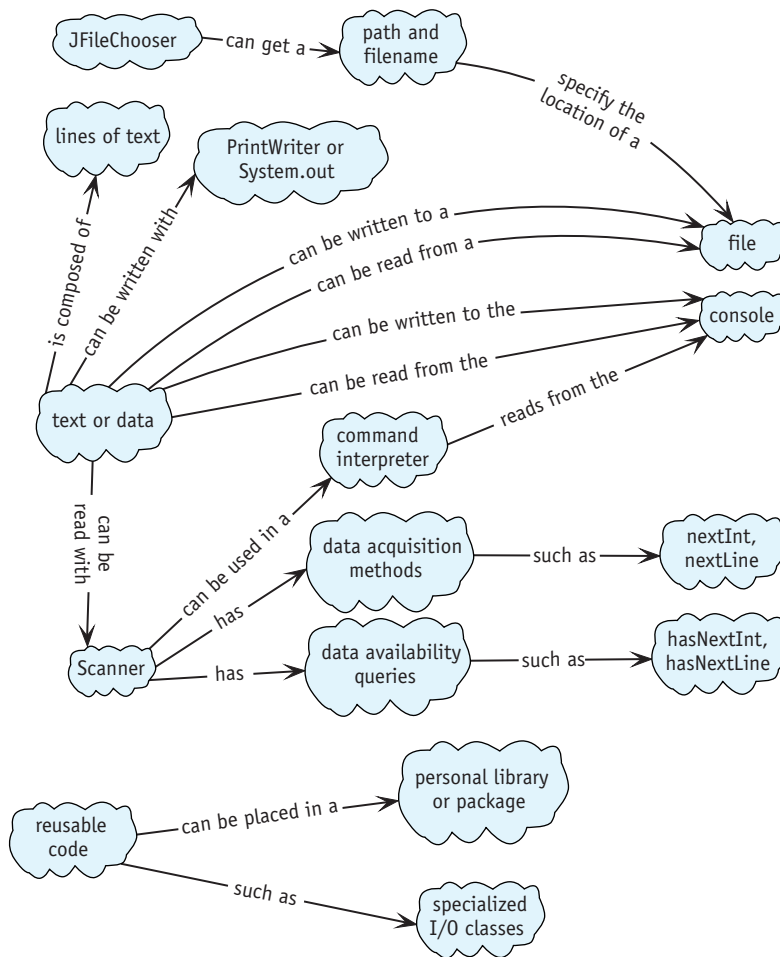 JFileChooser
can get a
path and
filename
specify the
location of a
lines of text
PrintWriter or
System.out
is composed of
can be written with
can be written to a
can be read from a
file
can be written to the
console
can be read from the
text or data
reads from the
command
interpreter
can be
read with
can be used in a
data acquisition
methods
such as
nextInt,
nextLine
has
Scanner
has
data availability
queries
such as
hasNextInt,
hasNextLine
personal library
or package
can be placed in a
reusable
code
such as
specialized
I/O classes